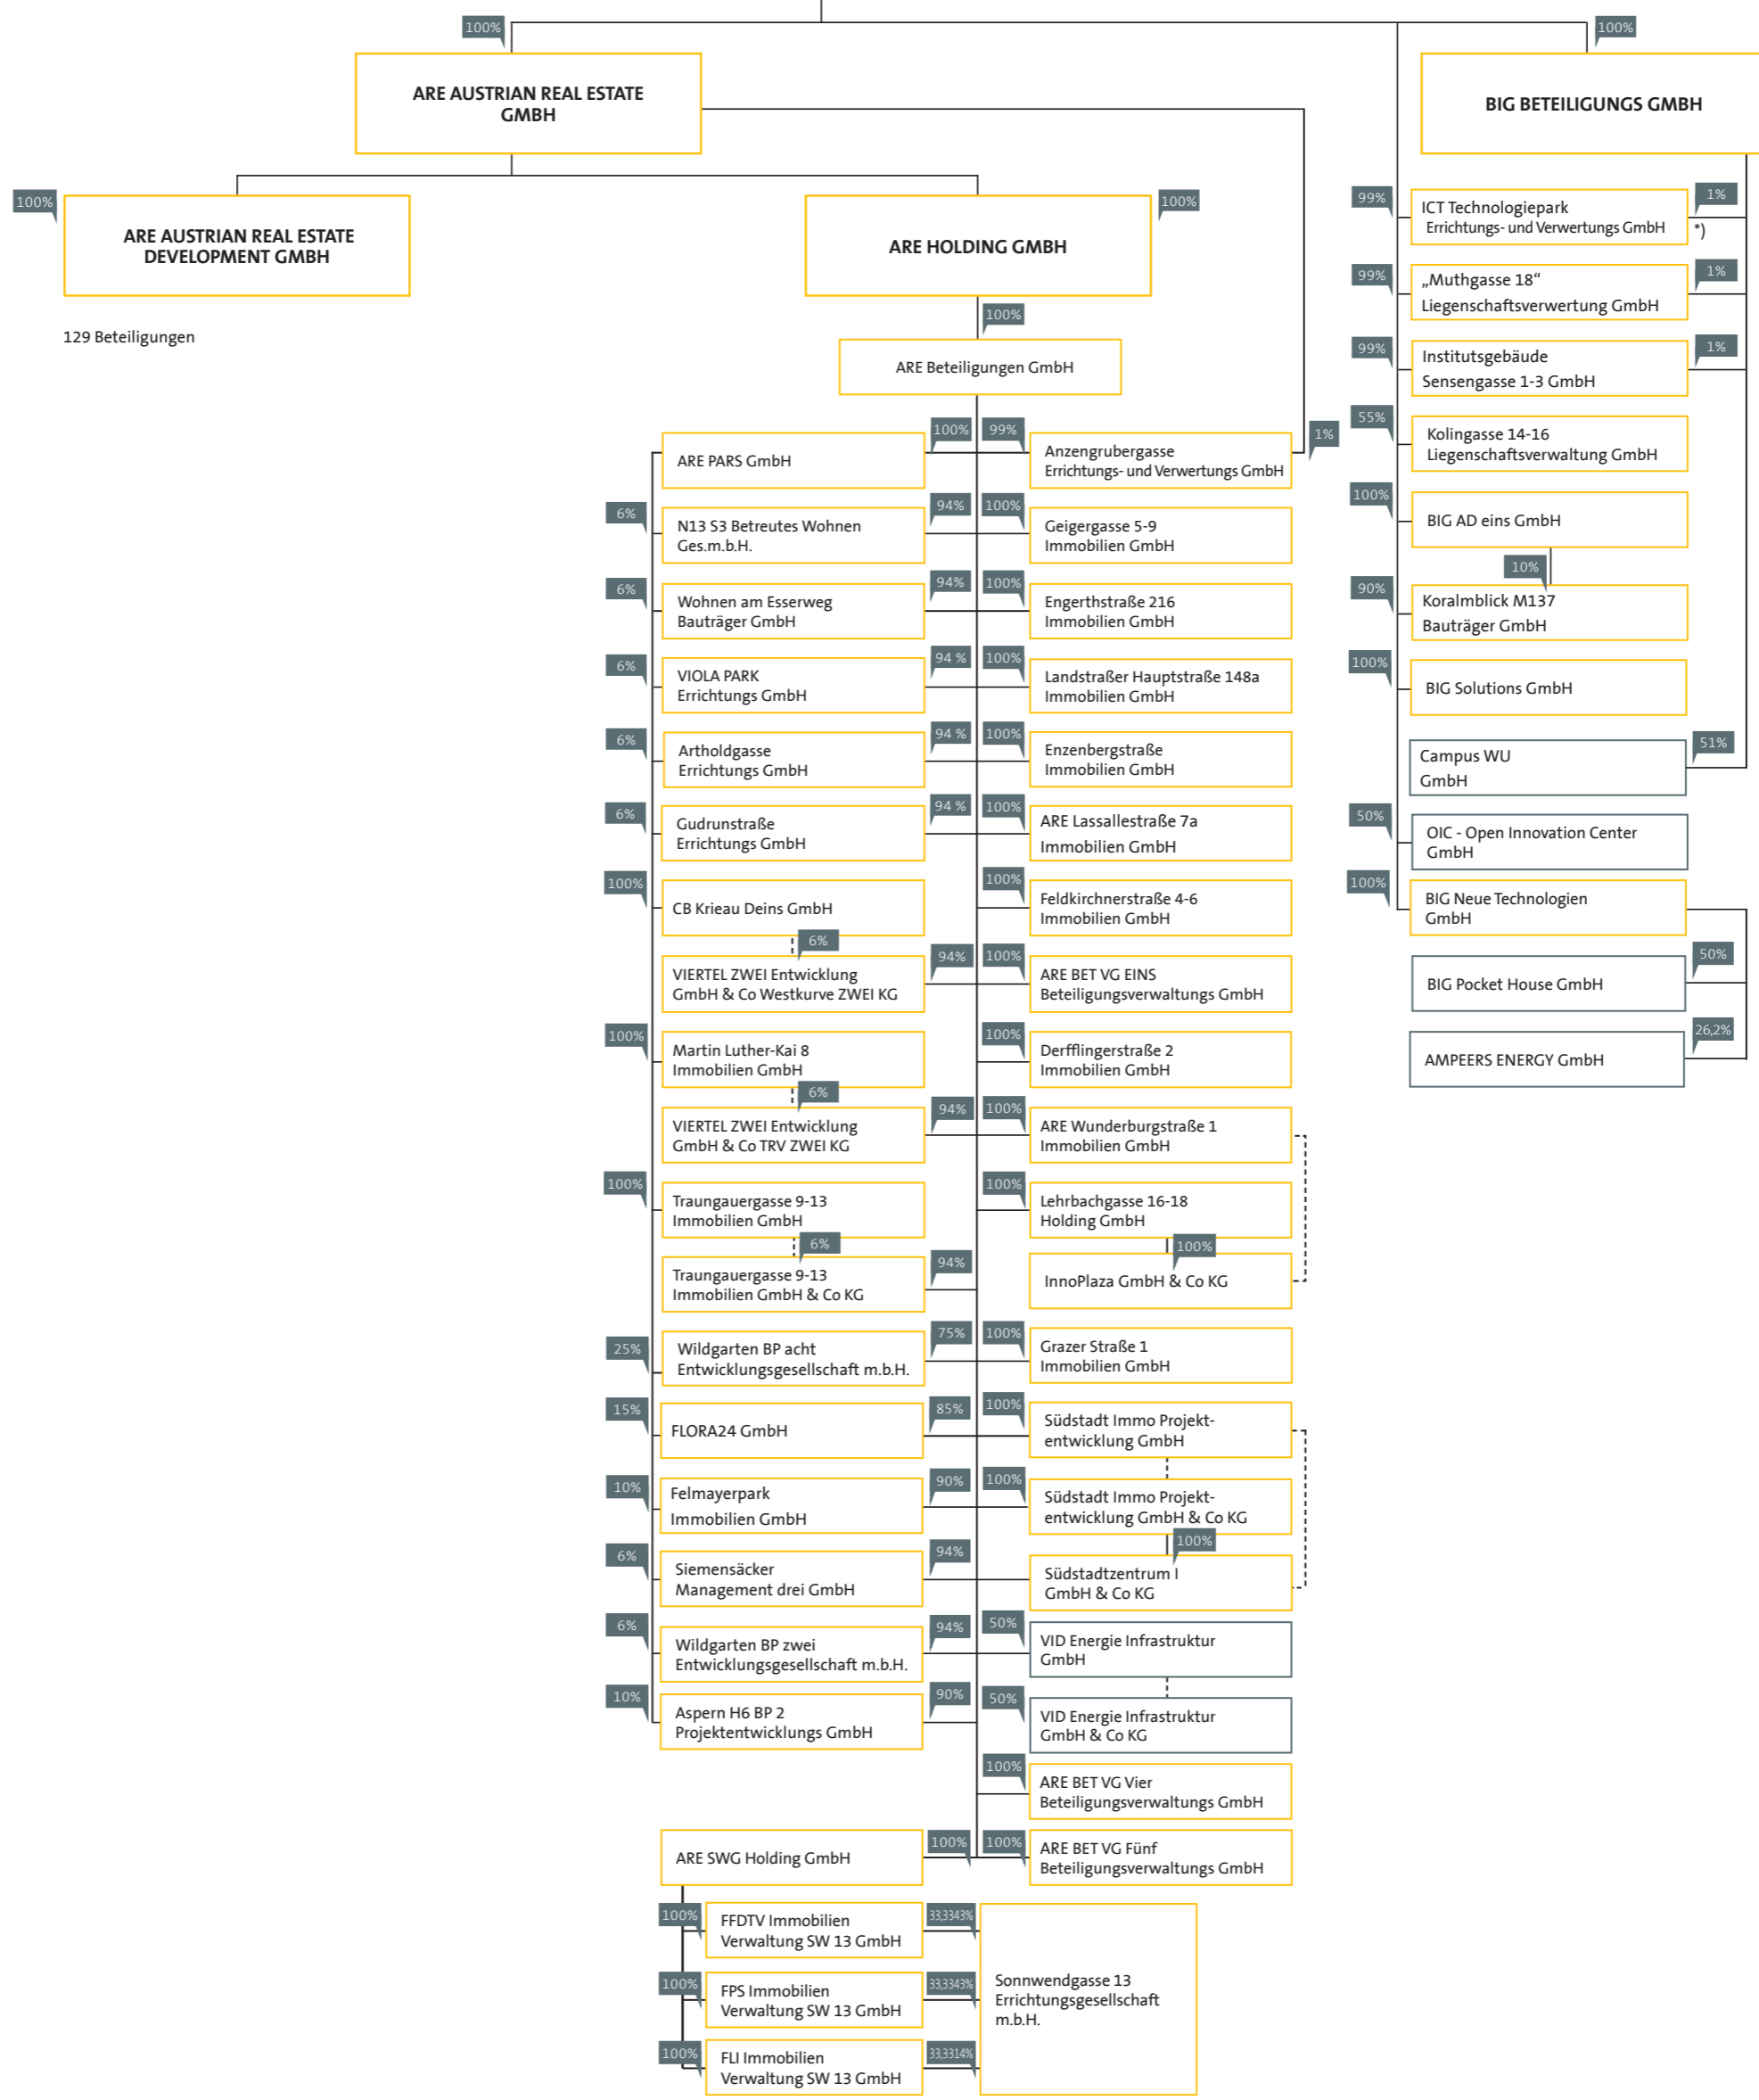 100%
100%
ARE AUSTRIAN REAL ESTATE
GMBH
BIG BETEILIGUNGS GMBH
100%
ARE AUSTRIAN REAL ESTATE
DEVELOPMENT GMBH
129 Beteiligungen
100%
ARE HOLDING GMBH
100%
ARE Beteiligungen GmbH
ARE PARS GmbH
100%
6%
N13 S3 Betreutes Wohnen
Ges.m.b.H.
94%
6%
Wohnen am Esserweg
Bauträger GmbH
94%
6%
VIOLA PARK
Errichtungs GmbH
94 %
6%
Artholdgasse
Errichtungs GmbH
94 %
6%
Gudrunstraße
Errichtungs GmbH
94 %
100%
CB Krieau Deins GmbH
6%
VIERTEL ZWEI Entwicklung
GmbH & Co Westkurve ZWEI KG
94%
100%
Martin Luther-Kai 8
Immobilien GmbH
6%
VIERTEL ZWEI Entwicklung
GmbH & Co TRV ZWEI KG
94%
100%
Traungauergasse 9-13
Immobilien GmbH
6%
Traungauergasse 9-13
Immobilien GmbH & Co KG
94%
25%
Wildgarten BP acht
Entwicklungsgesellschaft m.b.H.
75%
15%
FLORA24 GmbH
85%
10%
Felmayerpark
Immobilien GmbH
90%
6%
Siemensäcker
Management drei GmbH
94%
6%
Wildgarten BP zwei
Entwicklungsgesellschaft m.b.H.
94%
10%
Aspern H6 BP 2
Projektentwicklungs GmbH
90%
99%
Anzengrubergasse
Errichtungs- und Verwertungs GmbH
1%
100%
Geigergasse 5-9
Immobilien GmbH
100%
Engerthstraße 216
Immobilien GmbH
100%
Landstraßer Hauptstraße 148a
Immobilien GmbH
100%
Enzenbergstraße
Immobilien GmbH
100%
ARE Lassallestraße 7a
Immobilien GmbH
100%
Feldkirchnerstraße 4-6
Immobilien GmbH
100%
ARE BET VG EINS
Beteiligungsverwaltungs GmbH
100%
Derfflingerstraße 2
Immobilien GmbH
100%
ARE Wunderburgstraße 1
Immobilien GmbH
100%
Lehrbachgasse 16-18
Holding GmbH
100%
InnoPlaza GmbH & Co KG
100%
Grazer Straße 1
Immobilien GmbH
100%
Südstadt Immo Projekt-
entwicklung GmbH
100%
Südstadt Immo Projekt-
entwicklung GmbH & Co KG
100%
Südstadtzentrum I
GmbH & Co KG
50%
VID Energie Infrastruktur
GmbH
50%
VID Energie Infrastruktur
GmbH & Co KG
100%
ARE BET VG Vier
Beteiligungsverwaltungs GmbH
100%
ARE BET VG Fünf
Beteiligungsverwaltungs GmbH
ARE SWG Holding GmbH
100%
100%
FFDTV Immobilien
Verwaltung SW 13 GmbH
33,3343%
100%
FPS Immobilien
Verwaltung SW 13 GmbH
33,3343%
100%
FLI Immobilien
Verwaltung SW 13 GmbH
33,3314%
Sonnwendgasse 13
Errichtungsgesellschaft
m.b.H.
99%
ICT Technologiepark
Errichtungs- und Verwertungs GmbH
1%
*)
99%
„Muthgasse 18“
Liegenschaftsverwertung GmbH
1%
99%
Institutsgebäude
Sensengasse 1-3 GmbH
1%
55%
Kolingasse 14-16
Liegenschaftsverwaltung GmbH
100%
BIG AD eins GmbH
10%
90%
Koralmblick M137
Bauträger GmbH
100%
BIG Solutions GmbH
Campus WU
GmbH
51%
50%
OIC - Open Innovation Center
GmbH
100%
BIG Neue Technologien
GmbH
BIG Pocket House GmbH
50%
AMPEERS ENERGY GmbH
26,2%